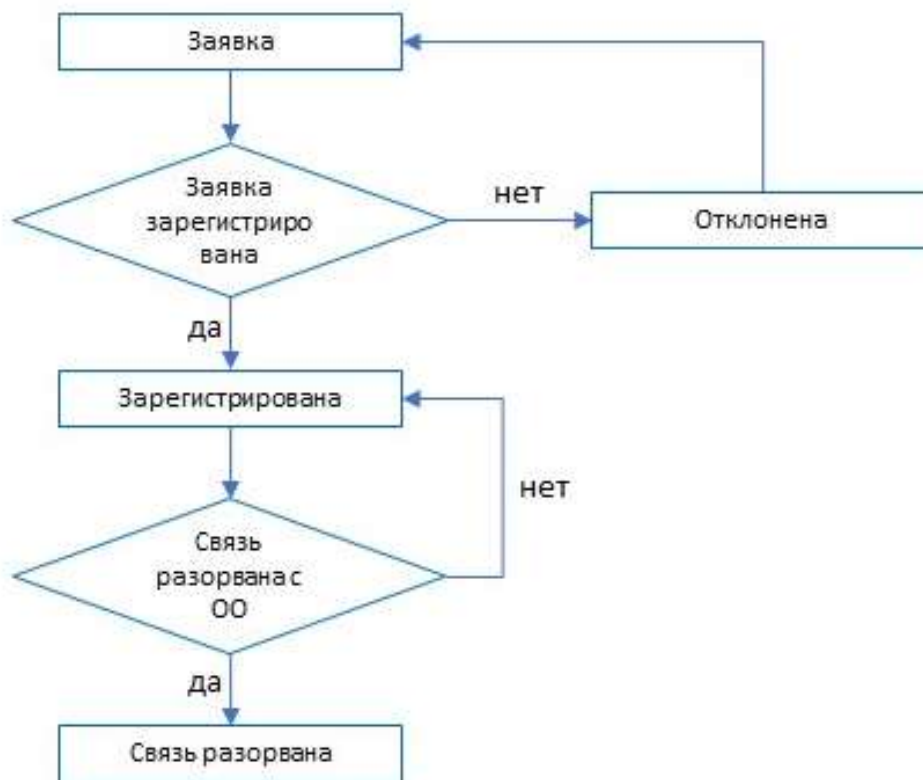 Заявка
Заявка
зарегистриро
вана
нет
Отклонена
да
Зарегистрирована
нет
Связь
разорвана с
ОО
да
Связь разорвана